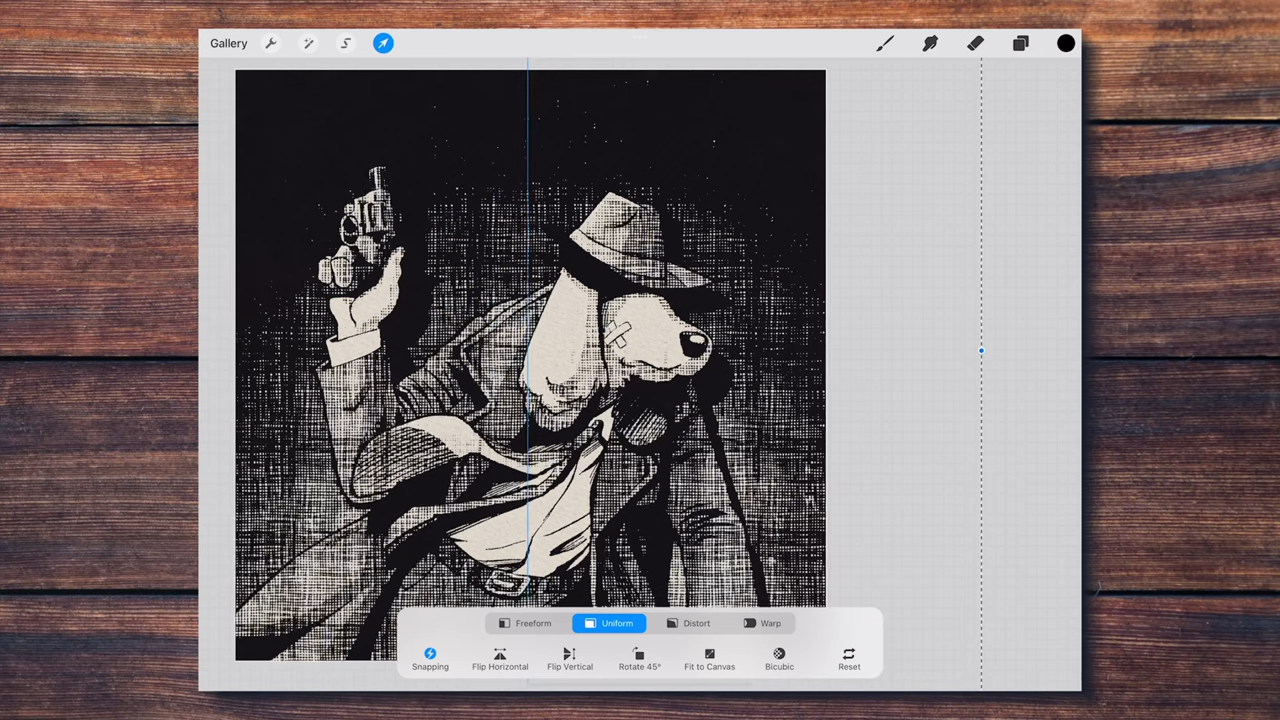 Gallery
Freeform Uniform Distort Warp
Snapping Flip Horizontal Flip Vertical Rotate 45° Fit to Canvas Bicubic Reset